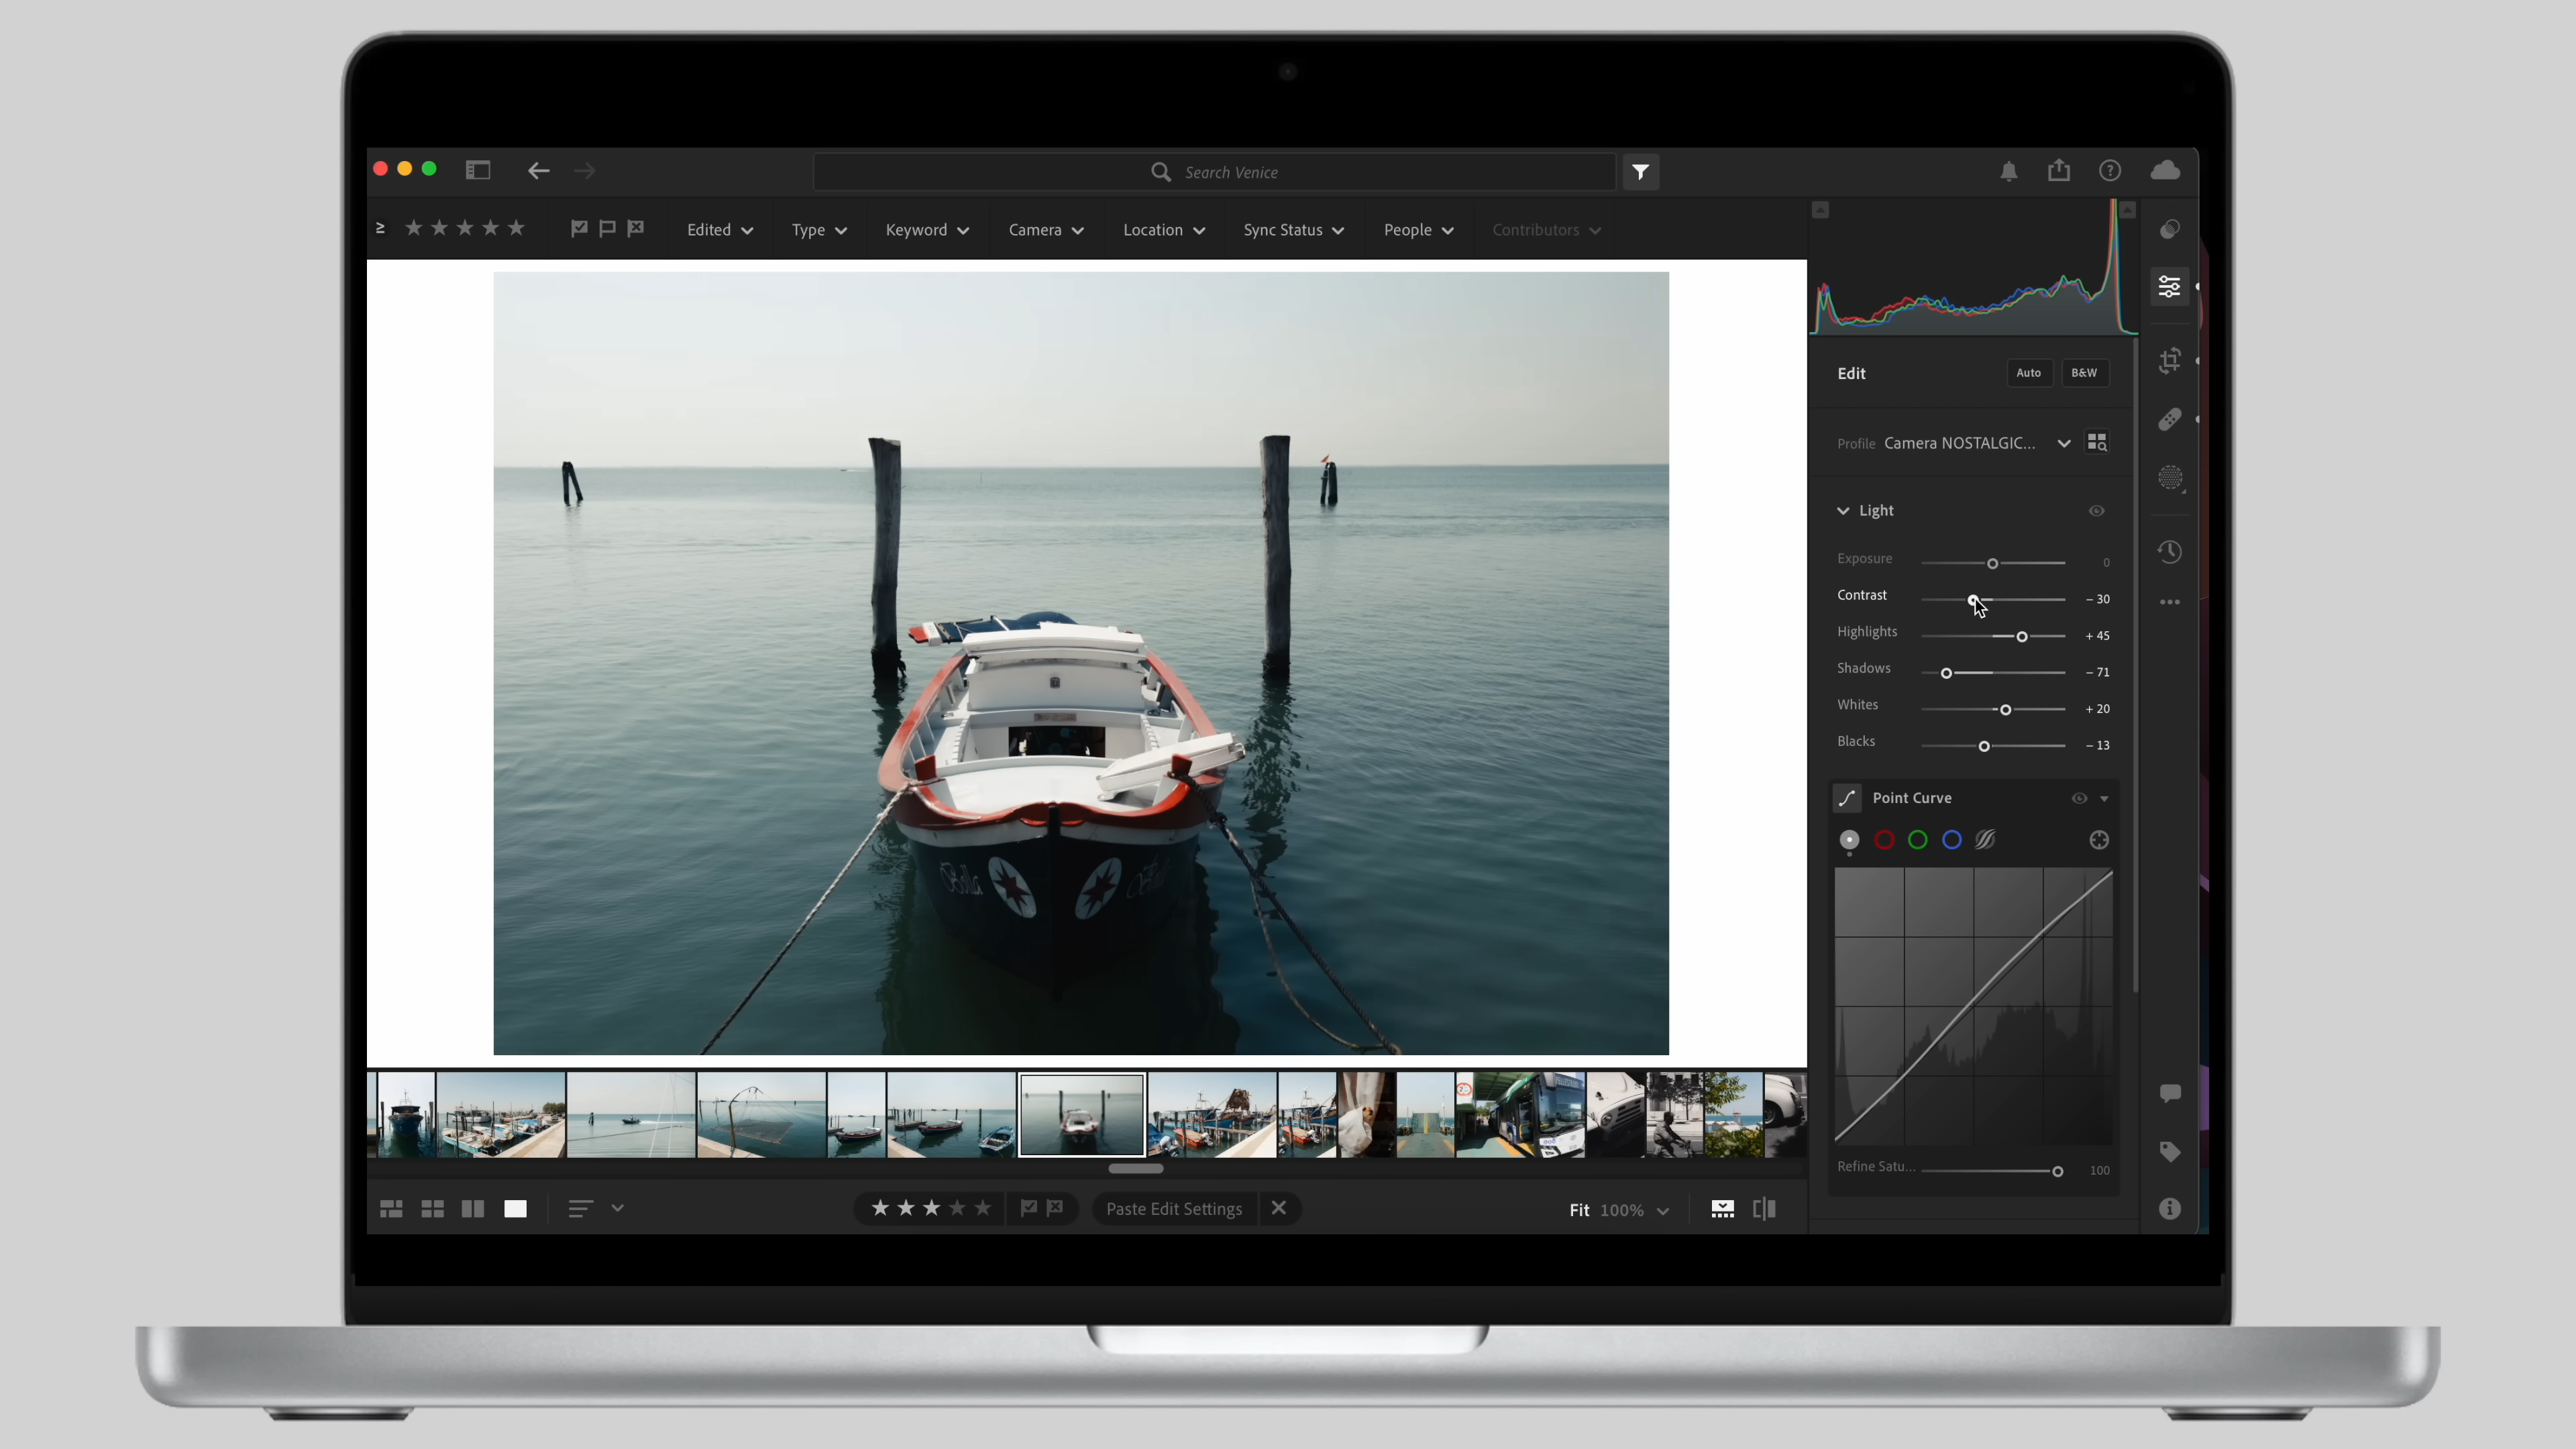 Search Venice
≥
Edited
Type
Keyword
Camera
Location
Sync Status
People
Contributors
Edit
Auto
B&W
Profile Camera NOSTALGIC...
Light
Exposure 0
Contrast – 30
Highlights + 45
Shadows – 71
Whites + 20
Blacks – 13
Point Curve
Bella
Refine Satu... 100
Paste Edit Settings
Fit 100%